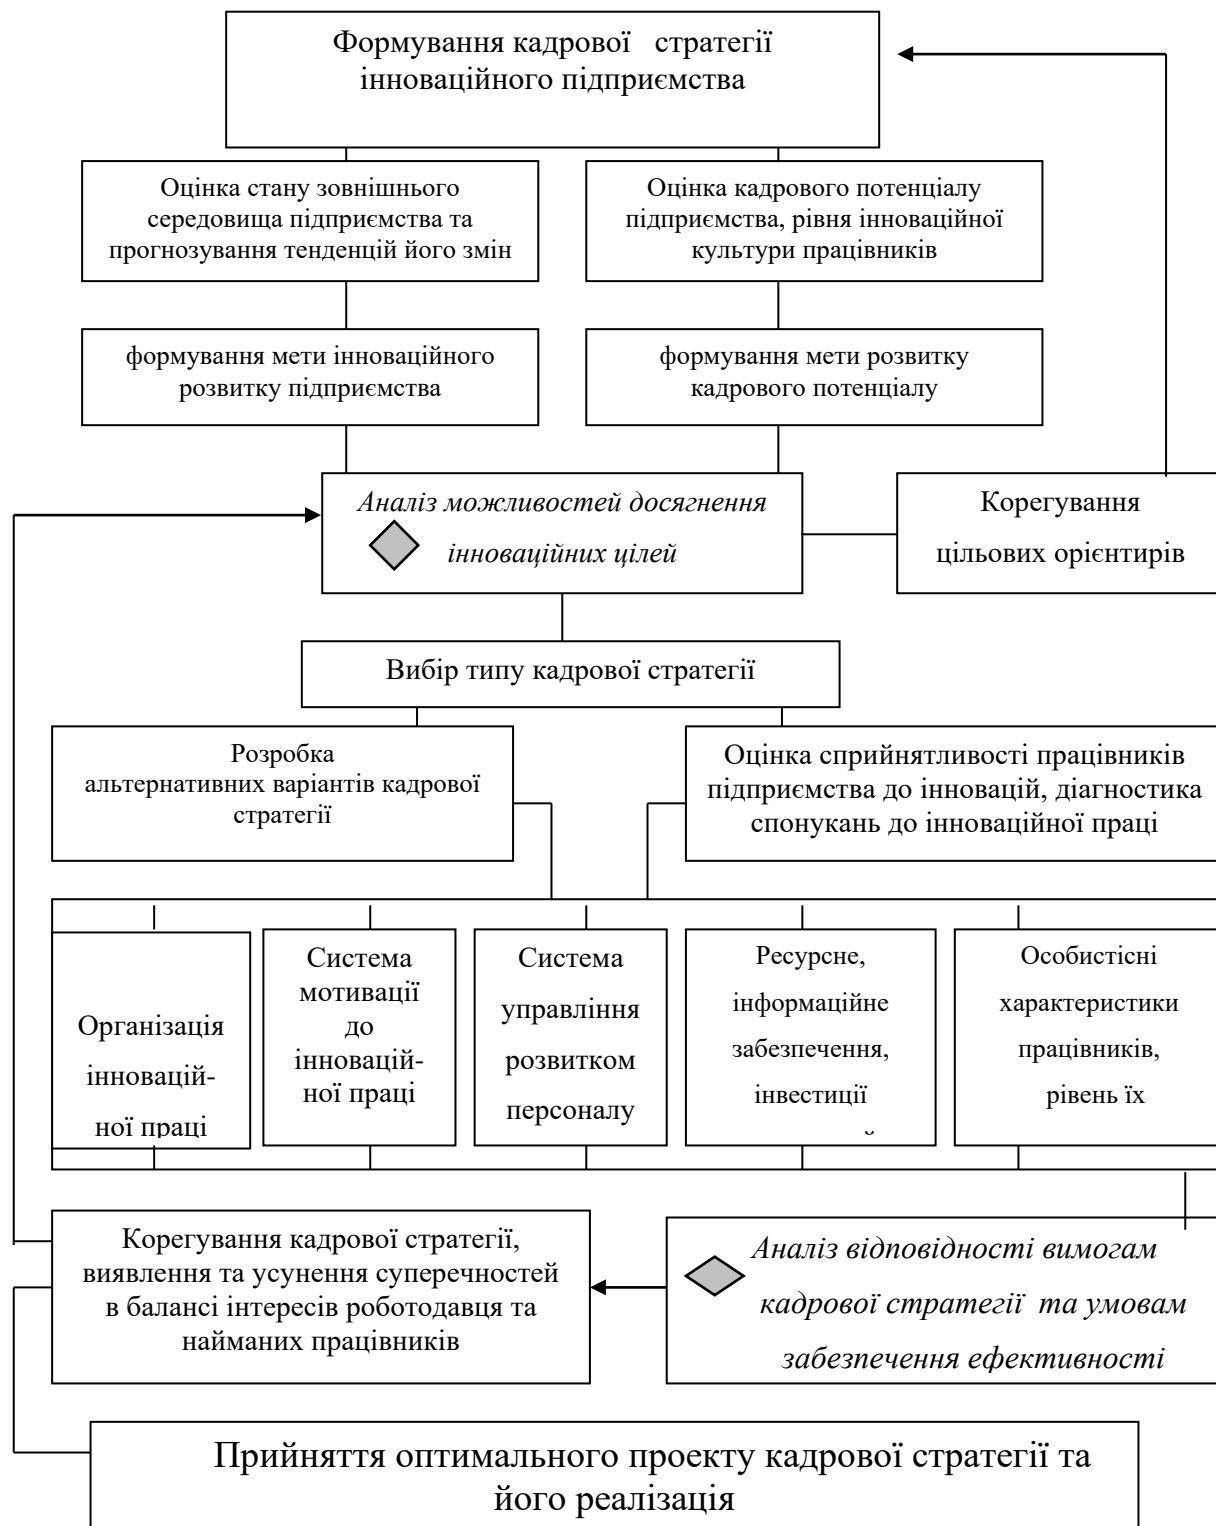 Формування кадрової стратегії
інноваційного підприємства
Оцінка стану зовнішнього
середовища підприємства та
прогнозування тенденцій його змін
Оцінка кадрового потенціалу
підприємства, рівня інноваційної
культури працівників
формування мети інноваційного
розвитку підприємства
формування мети розвитку
кадрового потенціалу
Аналіз можливостей досягнення
інноваційних цілей
Корегування
цільових орієнтирів
Вибір типу кадрової стратегії
Розробка
альтернативних варіантів кадрової
стратегії
Оцінка сприйнятливості працівників
підприємства до інновацій, діагностика
спонукань до інноваційної праці
Організація
інновацій-
ної праці
Система
мотивації
до
інновацій-
ної праці
Система
управління
розвитком
персоналу
Ресурсне,
інформаційне
забезпечення,
інвестиції
Особистісні
характеристики
працівників,
рівень їх
Корегування кадрової стратегії,
виявлення та усунення суперечностей
в балансі інтересів роботодавця та
найманих працівників
Аналіз відповідності вимогам
кадрової стратегії та умовам
забезпечення ефективності
Прийняття оптимального проекту кадрової стратегії та
його реалізація